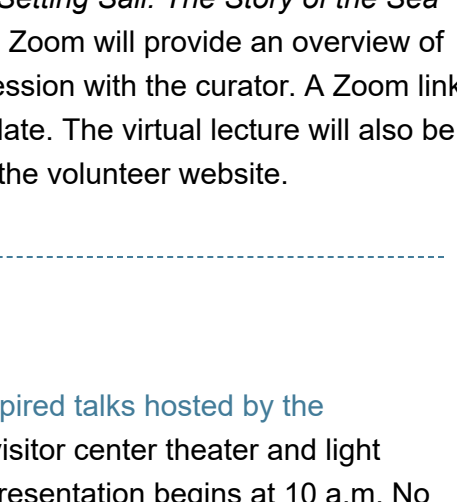 Setting Sail: The Story of the Sea
Zoom will provide an overview of
ession with the curator. A Zoom link
late. The virtual lecture will also be
the volunteer website.
pired talks hosted by the
visitor center theater and light
resentation begins at 10 a.m. No